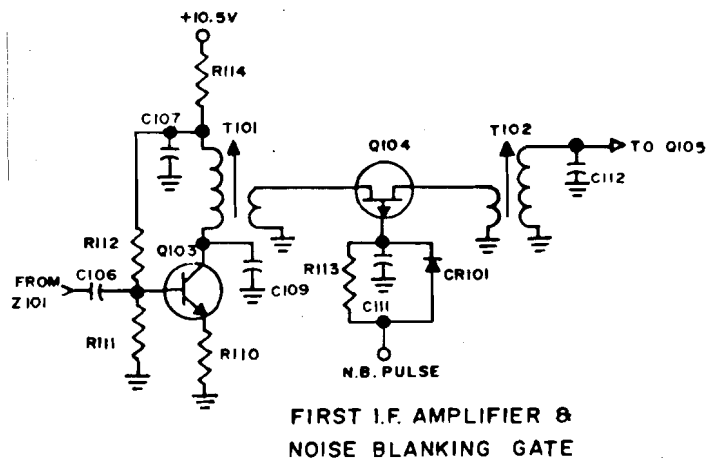 +10.5V
R114
C107
T101
Q104
T102
TO Q105
C112
R112
Q103
C106
FROM
Z101
C109
R113
CR101
C111
R111
R110
N.B. PULSE
FIRST I.F. AMPLIFIER &
NOISE BLANKING GATE